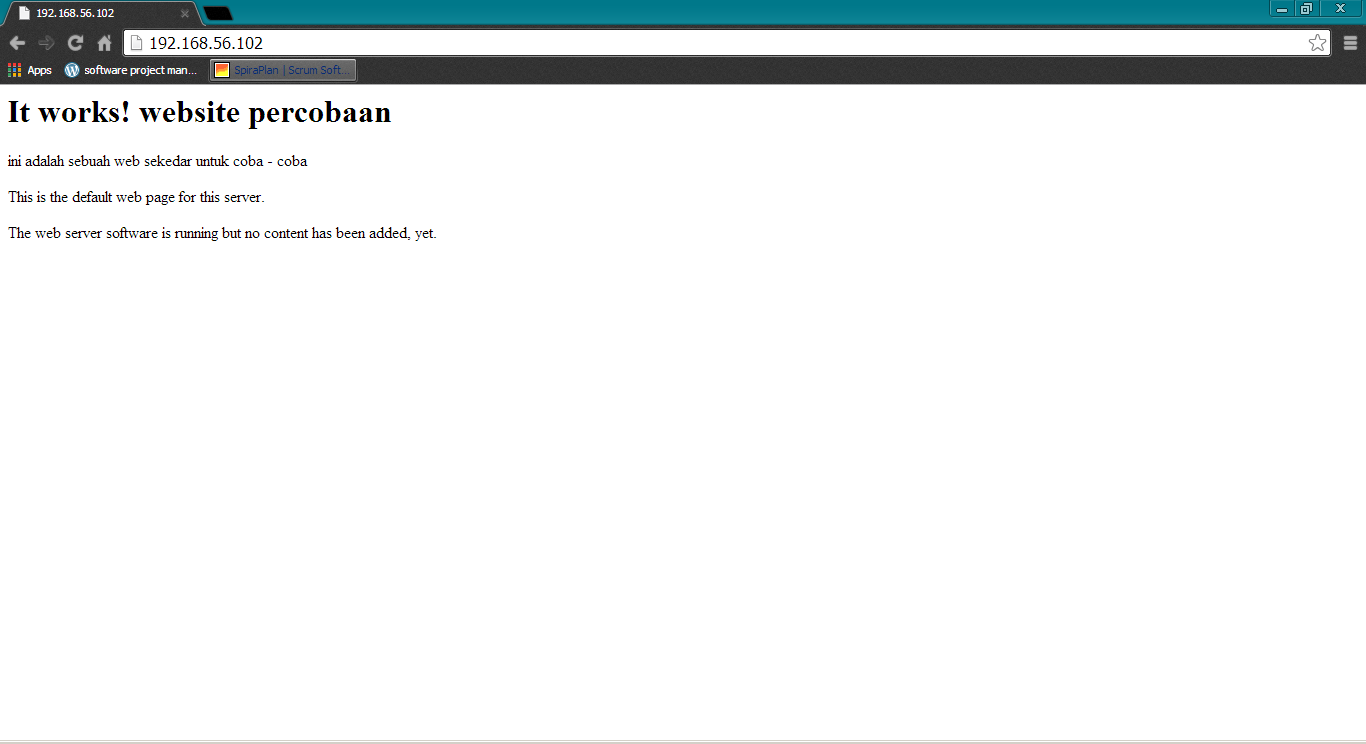 192.168.56.102
192.168.56.102
Apps software project man... SpiraPlan | Scrum Soft...
It works! website percobaan
ini adalah sebuah web sekedar untuk coba - coba
This is the default web page for this server.
The web server software is running but no content has been added, yet.